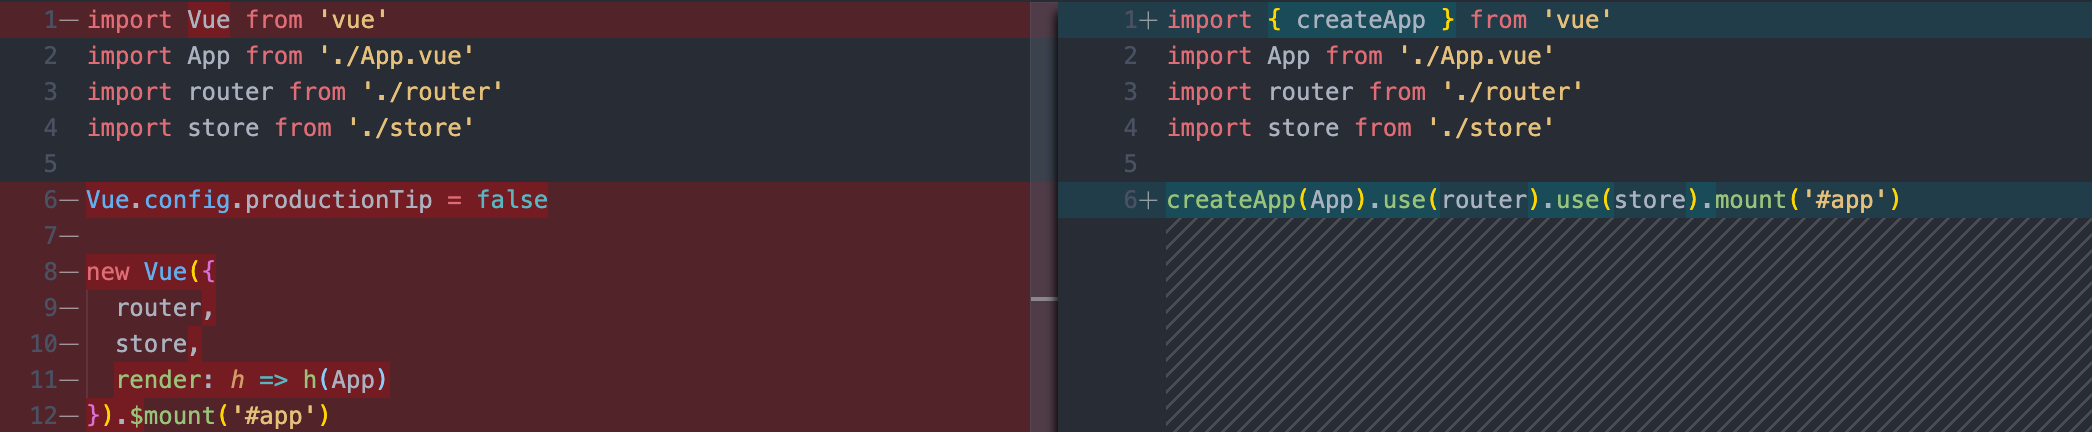 1— import Vue from 'vue'
2 import App from './App.vue'
3 import router from './router'
4 import store from './store'
5
6— Vue.config.productionTip = false
7—
8— new Vue({
9—   router,
10—   store,
11—   render: h => h(App)
12— }).$mount('#app')
1+ import { createApp } from 'vue'
2 import App from './App.vue'
3 import router from './router'
4 import store from './store'
5
6+ createApp(App).use(router).use(store).mount('#app')